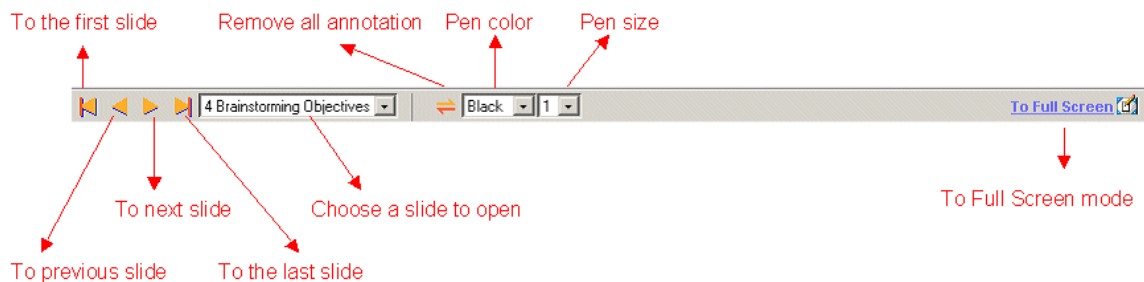 To the first slide
Remove all annotation
Pen color
Pen size
4 Brainstorming Objectives
Black
1
To Full Screen
To next slide
Choose a slide to open
To Full Screen mode
To previous slide
To the last slide